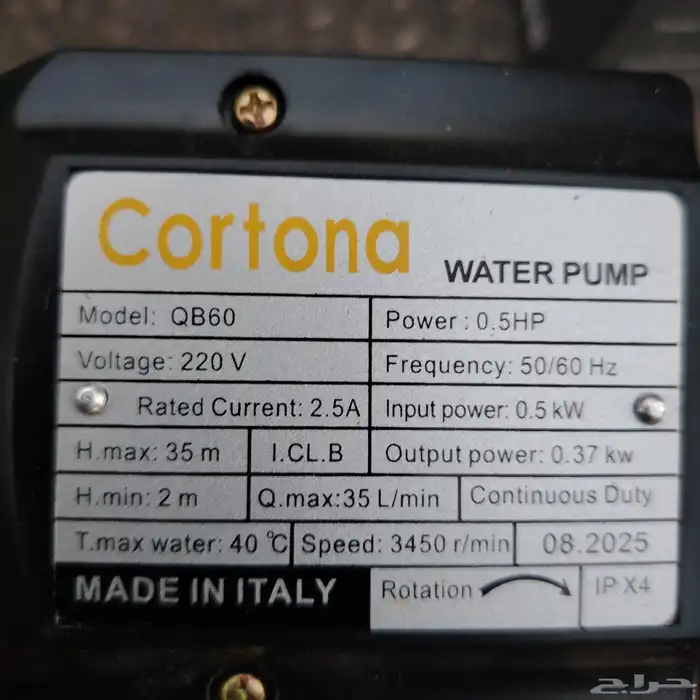 Cortona
WATER PUMP
Model: QB60
Power : 0.5HP
Voltage: 220 V
Frequency: 50/60 Hz
Rated Current: 2.5A
Input power: 0.5 kW
H.max: 35 m
I.CL.B
Output power: 0.37 kw
H.min: 2 m
Q.max:35 L/min
Continuous Duty
T.max water: 40 ℃
Speed: 3450 r/min
08.2025
MADE IN ITALY
Rotation
IP X4
حراج